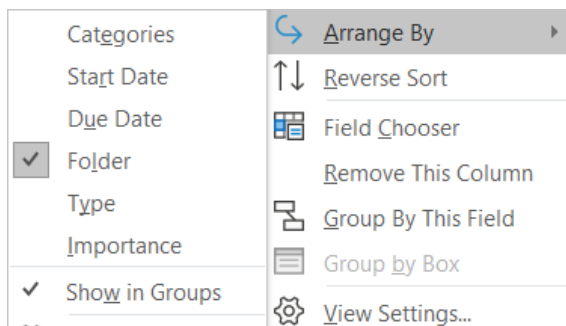 Categories
Start Date
Due Date
Folder
Type
Importance
Show in Groups
Arrange By
Reverse Sort
Field Chooser
Remove This Column
Group By This Field
Group by Box
View Settings...